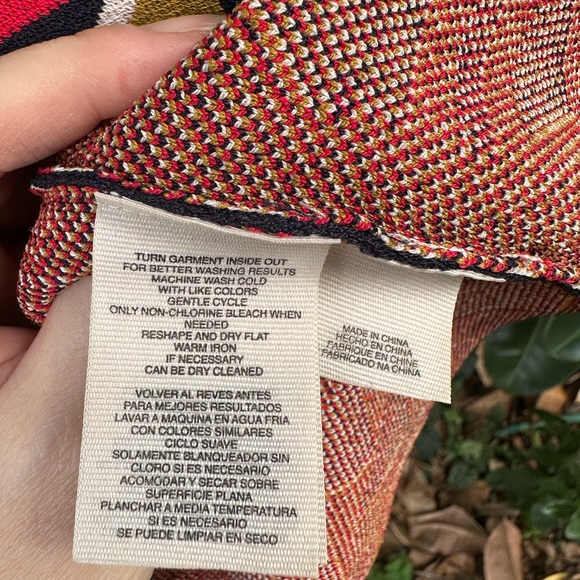 TURN GARMENT INSIDE OUT
FOR BETTER WASHING RESULTS
MACHINE WASH COLD
WITH LIKE COLORS
GENTLE CYCLE
ONLY NON-CHLORINE BLEACH WHEN
NEEDED
RESHAPE AND DRY FLAT
WARM IRON
IF NECESSARY
CAN BE DRY CLEANED
VOLVER AL REVES ANTES
PARA MEJORES RESULTADOS
LAVAR A MAQUINA EN AGUA FRIA
CON COLORES SIMILARES
CICLO SUAVE
SOLAMENTE BLANQUEADOR SIN
CLORO SI ES NECESARIO
ACOMODAR Y SECAR SOBRE
SUPERFICIE PLANA
PLANCHAR A MEDIA TEMPERATURA
SI ES NECESARIO
SE PUEDE LIMPIAR EN SECO
MADE IN CHINA
HECHO EN CHINA
FABRIQUE EN CHINE
FABRICADO NA CHINA